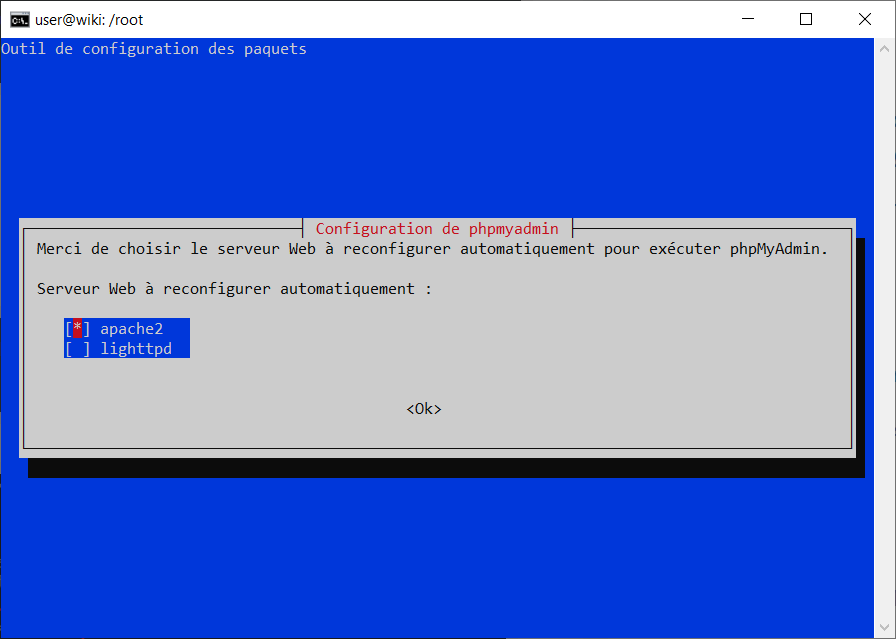 user@wiki: /root
Outil de configuration des paquets
Configuration de phpmyadmin
Merci de choisir le serveur Web à reconfigurer automatiquement pour exécuter phpMyAdmin.
Serveur Web à reconfigurer automatiquement :
[*] apache2
[ ] lighttpd
<Ok>